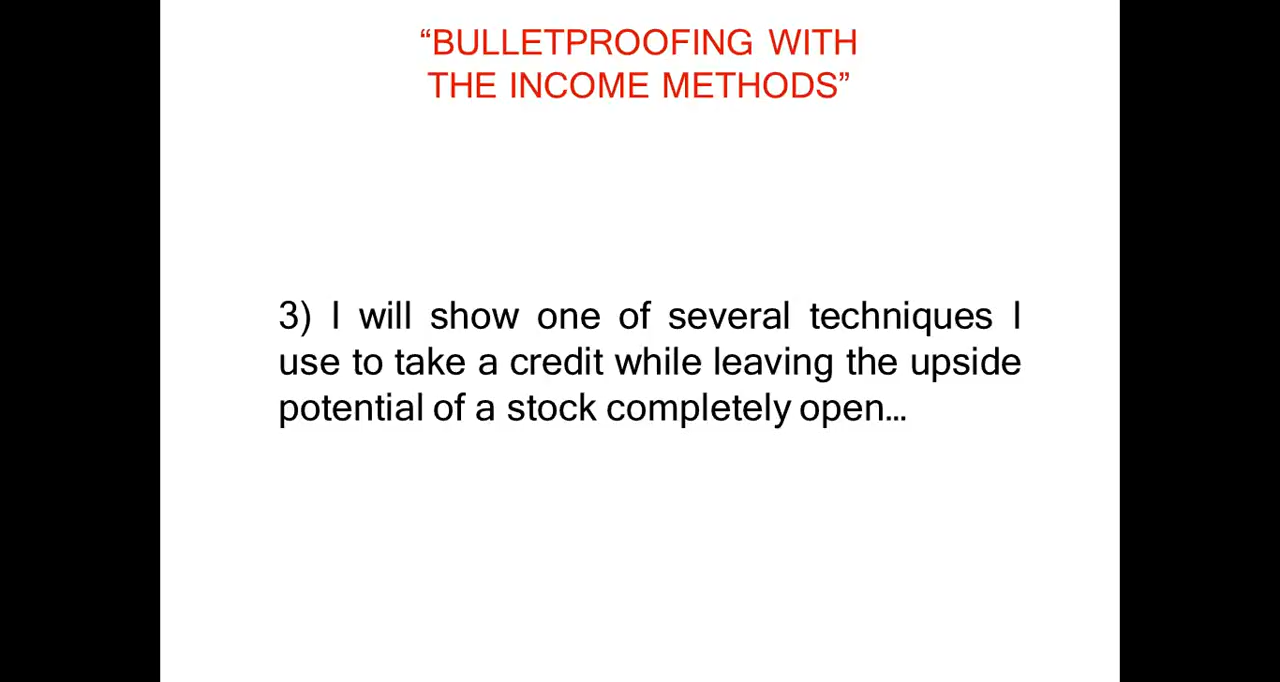 “BULLETPROOFING WITH
THE INCOME METHODS”
3) I will show one of several techniques I
use to take a credit while leaving the upside
potential of a stock completely open...